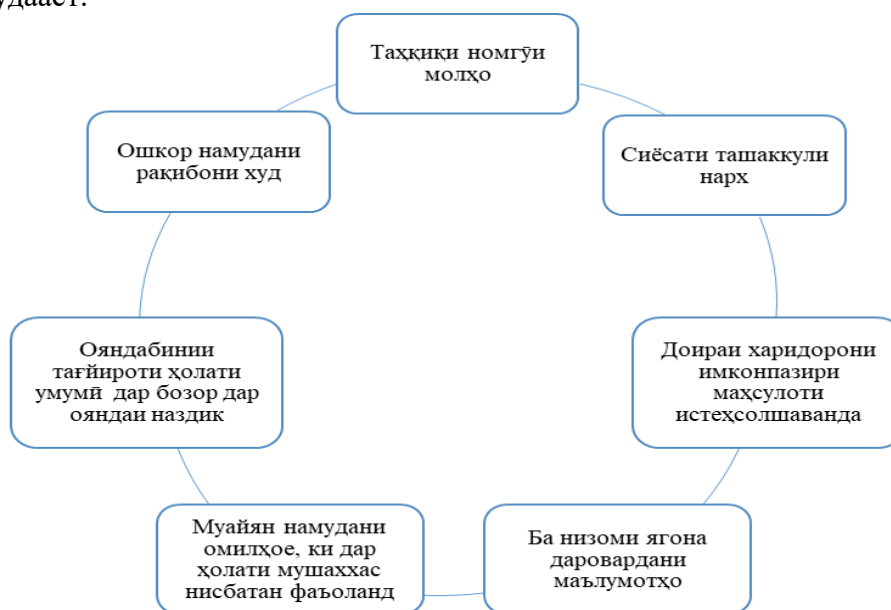 Таҳқиқи номгӯи
молҳо
Сиёсати ташаккули
нарх
Доираи харидорони
имконпазири
маҳсулоти
истеҳсолшаванда
Ба низоми ягона
даровардани
маълумотҳо
Муайян намудани
омилҳое, ки дар
ҳолати мушаххас
нисбатан фаъоланд
Ояндабинии
тағйироти ҳолати
умумӣ дар бозор дар
ояндаи наздик
Ошкор намудани
рақибони худ